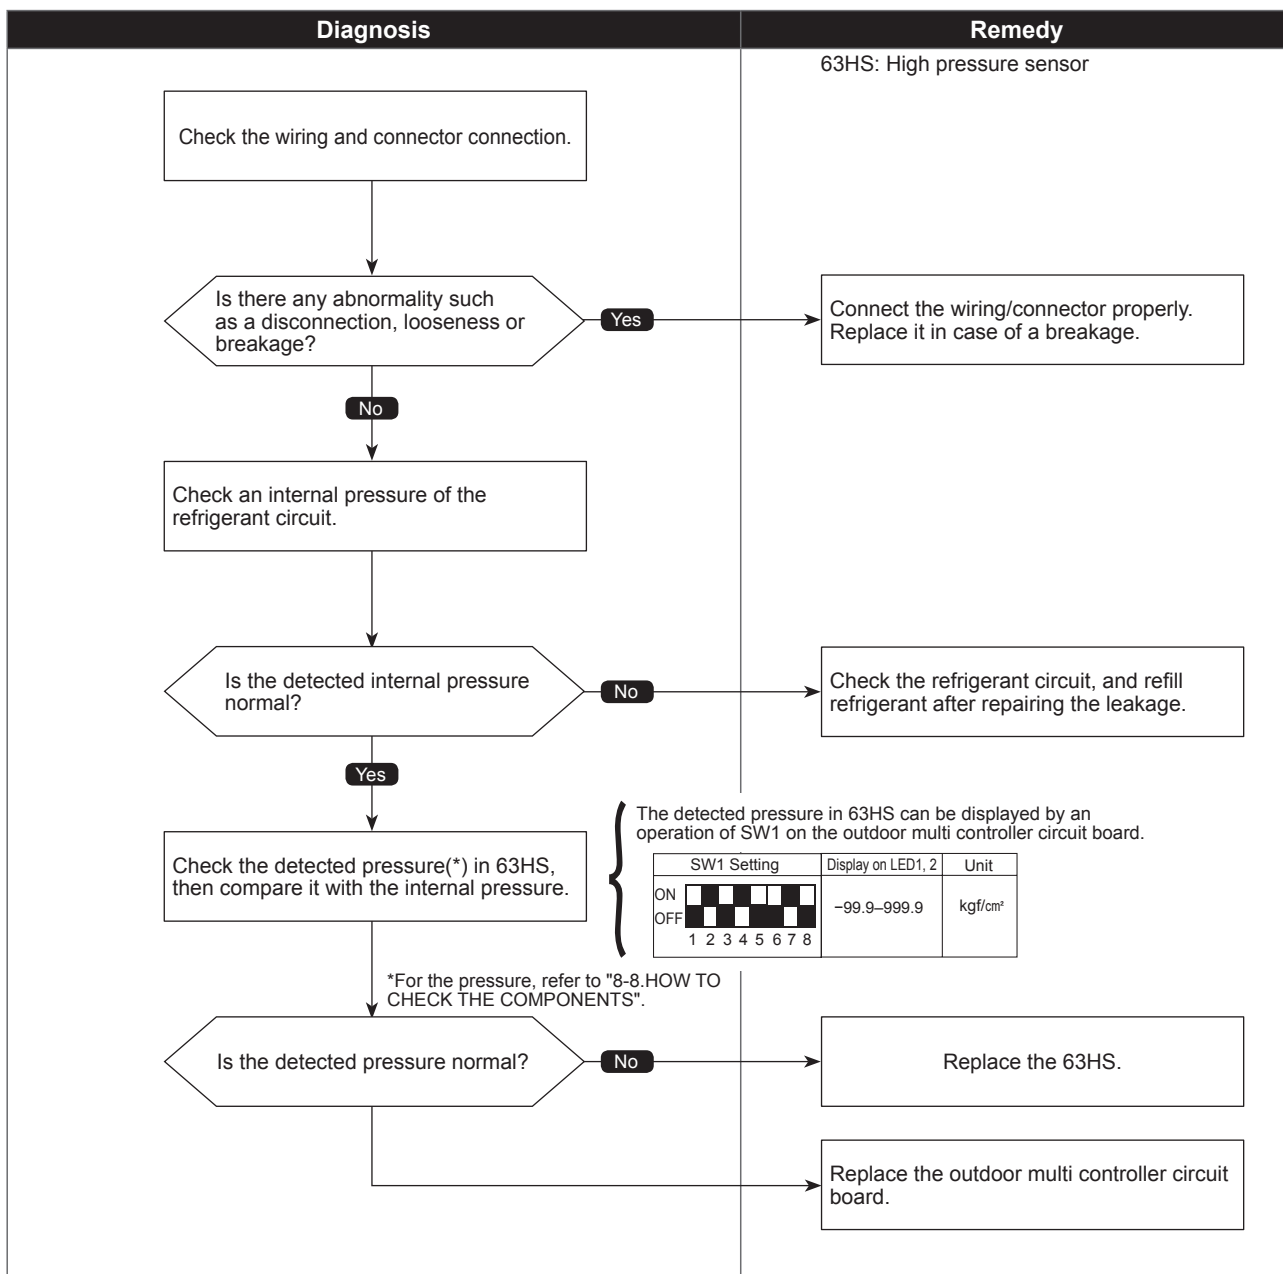 Diagnosis
Remedy
63HS: High pressure sensor
Check the wiring and connector connection.
Is there any abnormality such
as a disconnection, looseness or
breakage?
Yes
Connect the wiring/connector properly.
Replace it in case of a breakage.
No
Check an internal pressure of the
refrigerant circuit.
Is the detected internal pressure
normal?
No
Check the refrigerant circuit, and refill
refrigerant after repairing the leakage.
Yes
The detected pressure in 63HS can be displayed by an
operation of SW1 on the outdoor multi controller circuit board.
Check the detected pressure(*) in 63HS,
then compare it with the internal pressure.
SW1 Setting
Display on LED1, 2
Unit
ON
OFF
1 2 3 4 5 6 7 8
−99.9–999.9
kgf/cm²
*For the pressure, refer to "8-8.HOW TO
CHECK THE COMPONENTS".
Is the detected pressure normal?
No
Replace the 63HS.
Replace the outdoor multi controller circuit
board.